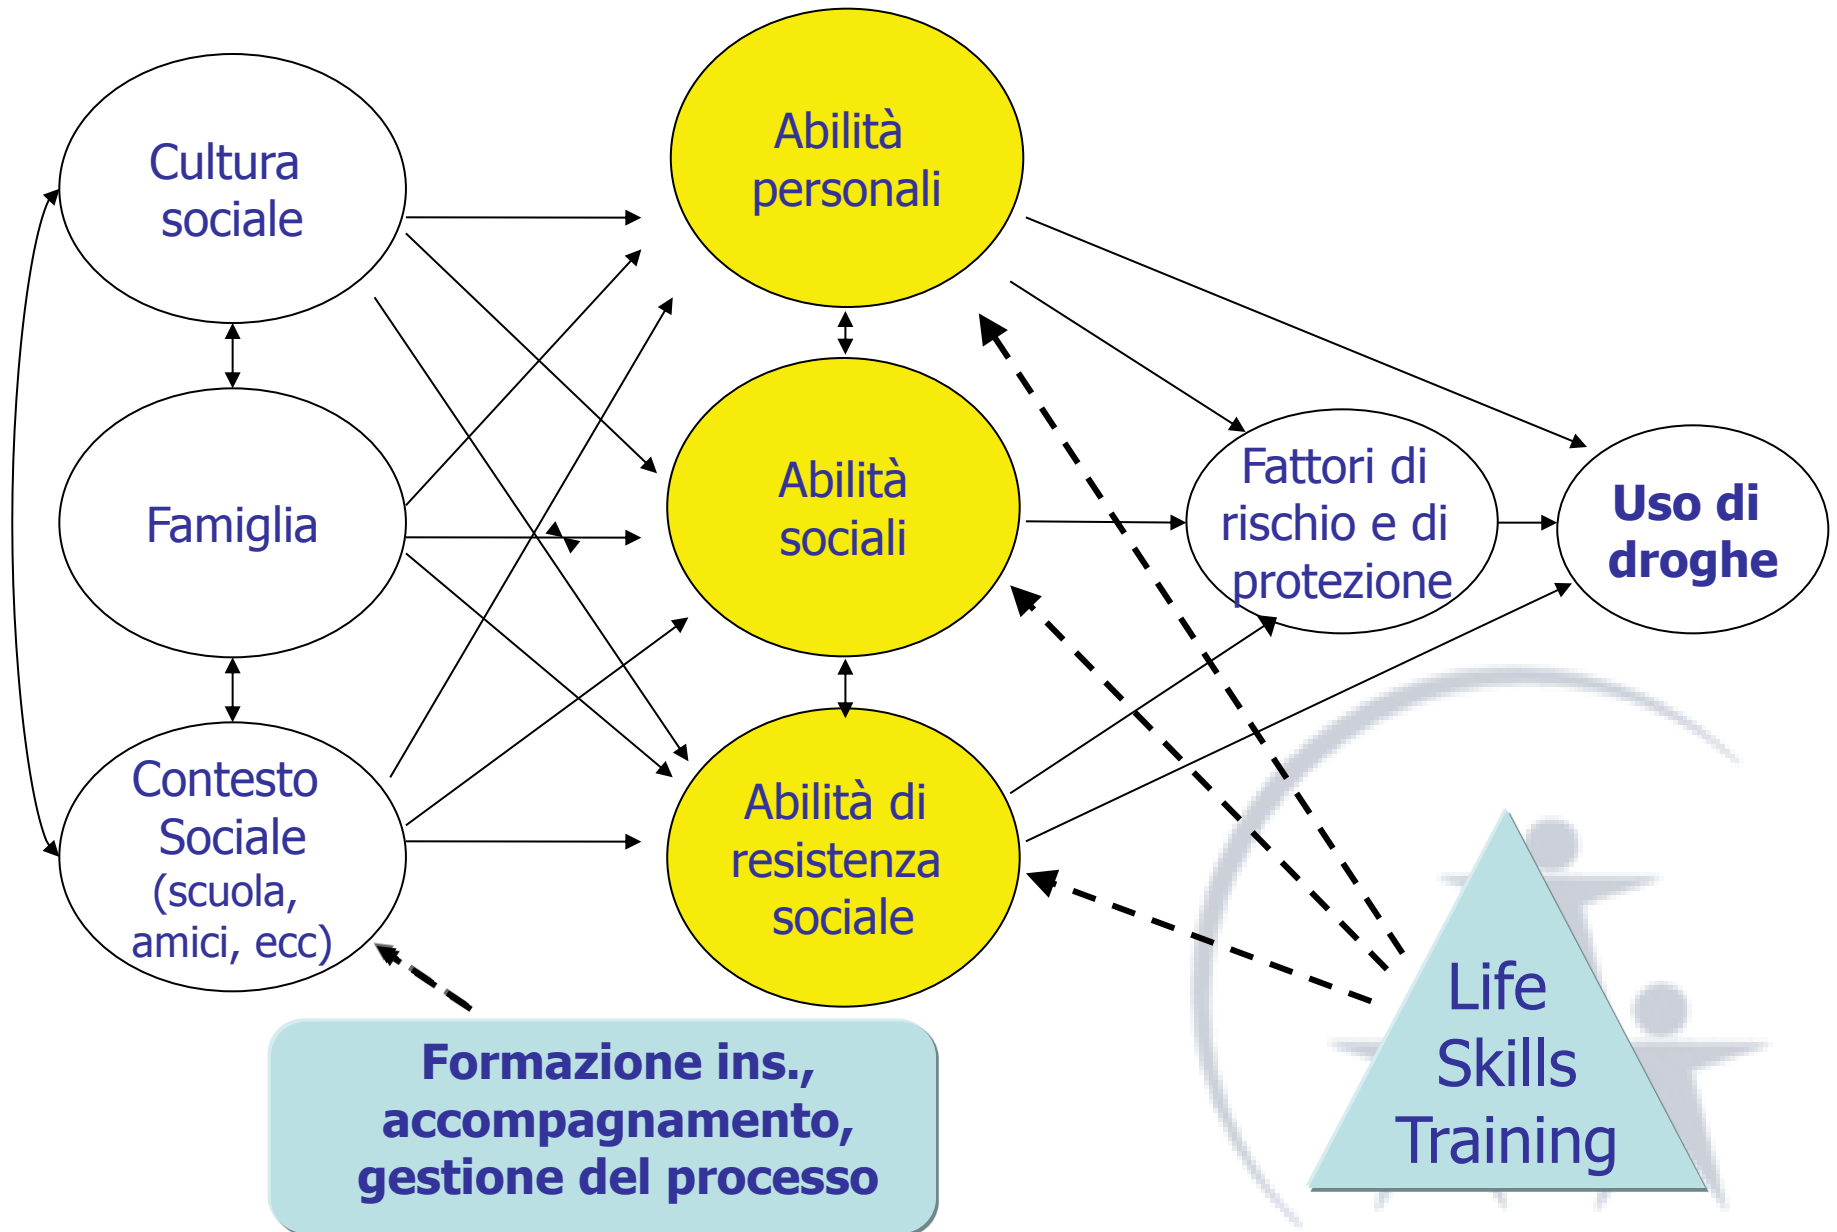 Cultura
sociale
Famiglia
Contesto
Sociale
(scuola,
amici, ecc)
Abilità
personali
Abilità
sociali
Abilità di
resistenza
sociale
Fattori di
rischio e di
protezione
Uso di
droghe
Formazione ins.,
accompagnamento,
gestione del processo
Life
Skills
Training